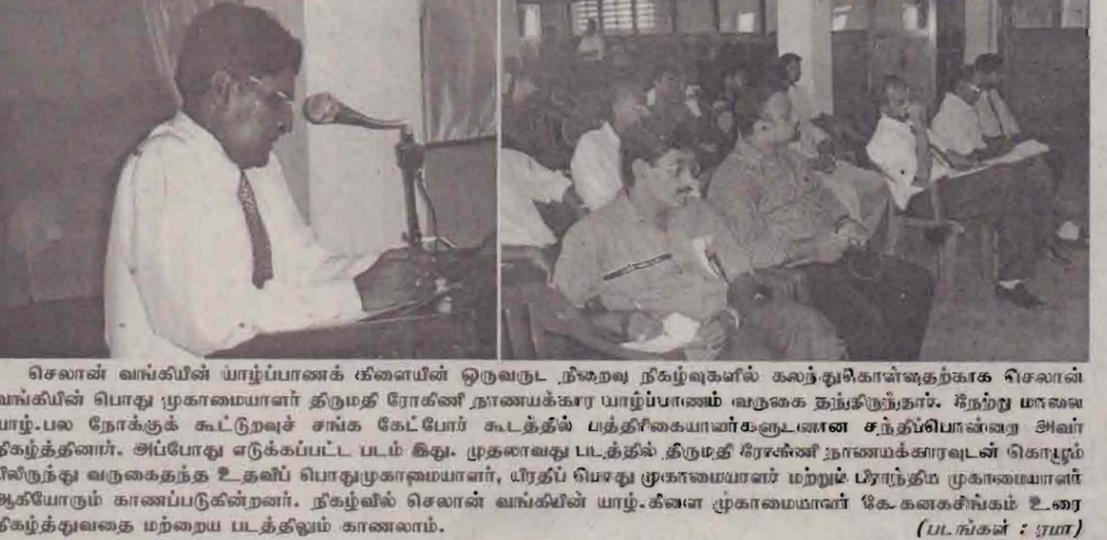 செலான் வங்கியின் யாழ்ப்பாணக் கிளையின் ஒருவருட நிறைவு நிகழ்வுகளில் கலந்துகொள்வதற்காக செலான்
வங்கியின் பொது முகாமையாளர் திருமதி ரோகினி நாணயக்கார யாழ்ப்பாணம் வருகை தந்திருந்தார். நேற்று மாலை
யாழ்.பல நோக்குக் கூட்டுறவுச் சங்க கேட்போர் கூடத்தில் பத்திரிகையாளர்களுடனான சந்திப்பொன்றை அவர்
நிகழ்த்தினார். அப்போது எடுக்கப்பட்ட படம் இது. முதலாவது படத்தில் திருமதி ரோகினி நாணயக்காரவுடன் கொழும்
பிலிருந்து வருகைதந்த உதவிப் பொதுமுகாமையாளர், பிரதிப் பொது முகாமையாளர் மற்றும் பிராந்திய முகாமையாளர்
ஆகியோரும் காணப்படுகின்றனர். நிகழ்வில் செலான் வங்கியின் யாழ்.கிளை முகாமையாளர் கே.கனகசிங்கம் உரை
நிகழ்த்துவதை மற்றைய படத்திலும் காணலாம்.
(படங்கள் : ரமா)